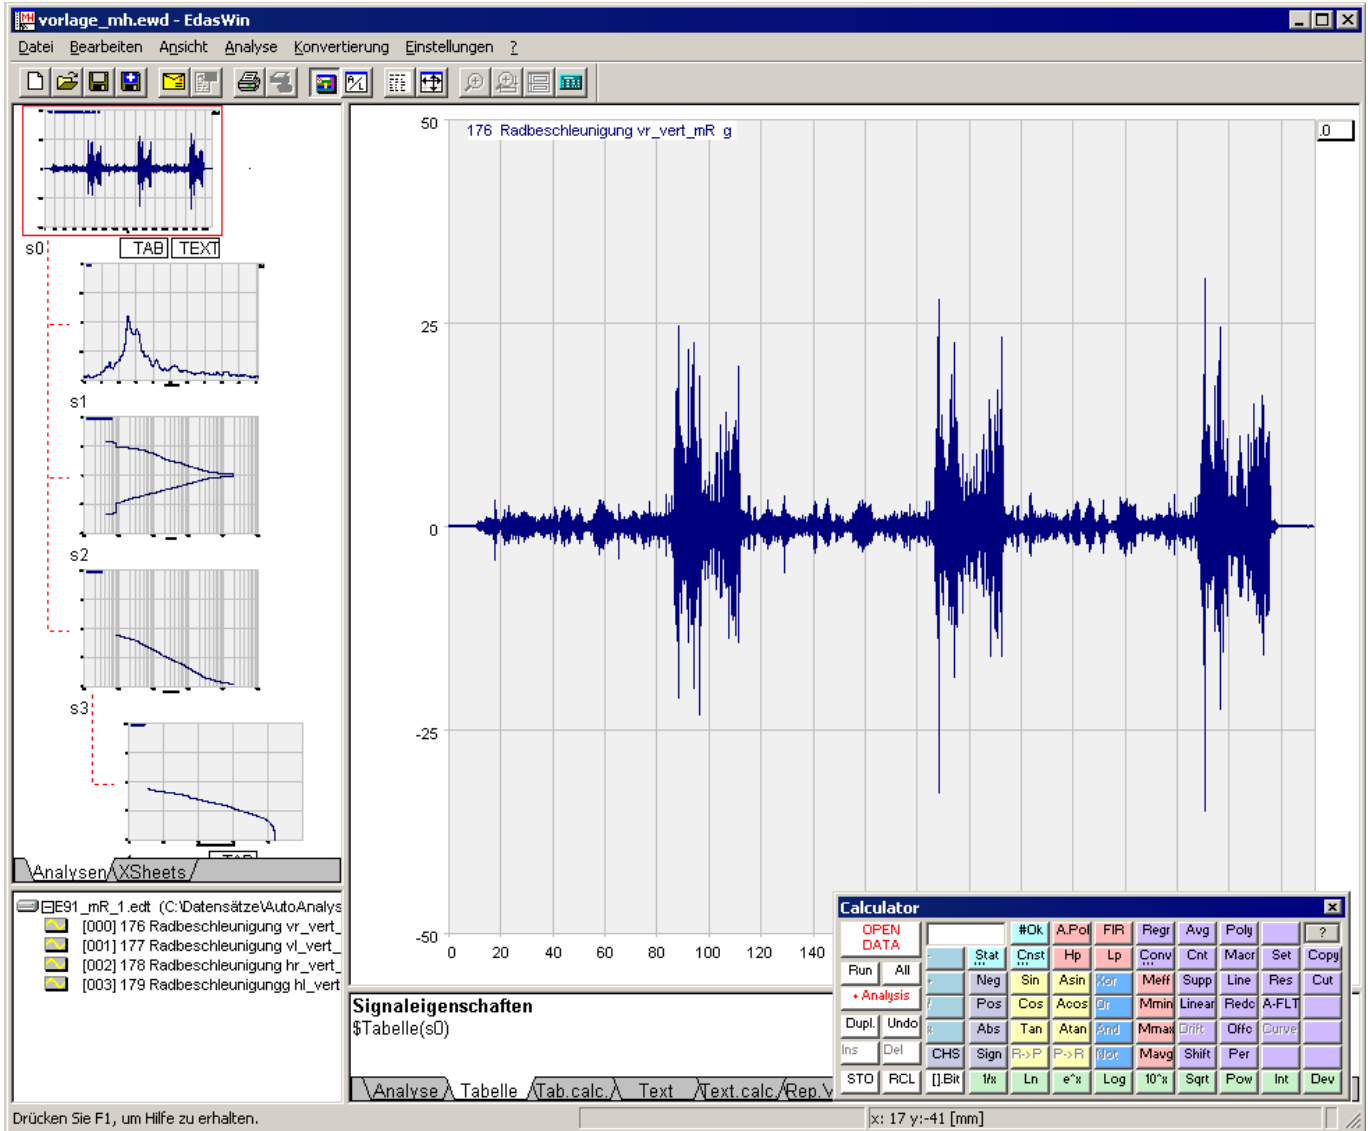 vorlage_mh.ewd - EdasWin
Datei Bearbeiten Ansicht Analyse Konvertierung Einstellungen ?
s0
TAB TEXT
s1
s2
s3
Analysen XSheets
E91_mR_1.edt (C:\Datensätze\AutoAnalys
[000] 176 Radbeschleunigung vr_vert_
[001] 177 Radbeschleunigung vl_vert_
[002] 178 Radbeschleunigung hr_vert_
[003] 179 Radbeschleunigungg hl_vert
176 Radbeschleunigung vr_vert_mR g
.0
50
25
0
-25
-50
0 20 40 60 80 100 120 140
Signaleigenschaften
$Tabelle(s0)
Analyse Tabelle Tab.calc. Text Text.calc. Rep.V
Calculator
OPEN DATA #Ok A.Pol FIR Regr Avg Poly ?
- Stat Cnst Hp Lp Conv Cnt Macr Set Copy
Run All + Neg Sin Asin Xor Meff Supp Line Res Cut
+ Analysis / Pos Cos Acos Or Mmin Linear Redc A-FLT
Dupl. Undo x Abs Tan Atan And Mmax Drift Offc Curve
Ins Del CHS Sign R->P P->R Not Mavg Shift Per
STO RCL [].Bit 1/x Ln e^x Log 10^x Sqrt Pow Int Dev
Drücken Sie F1, um Hilfe zu erhalten.
x: 17 y:-41 [mm]